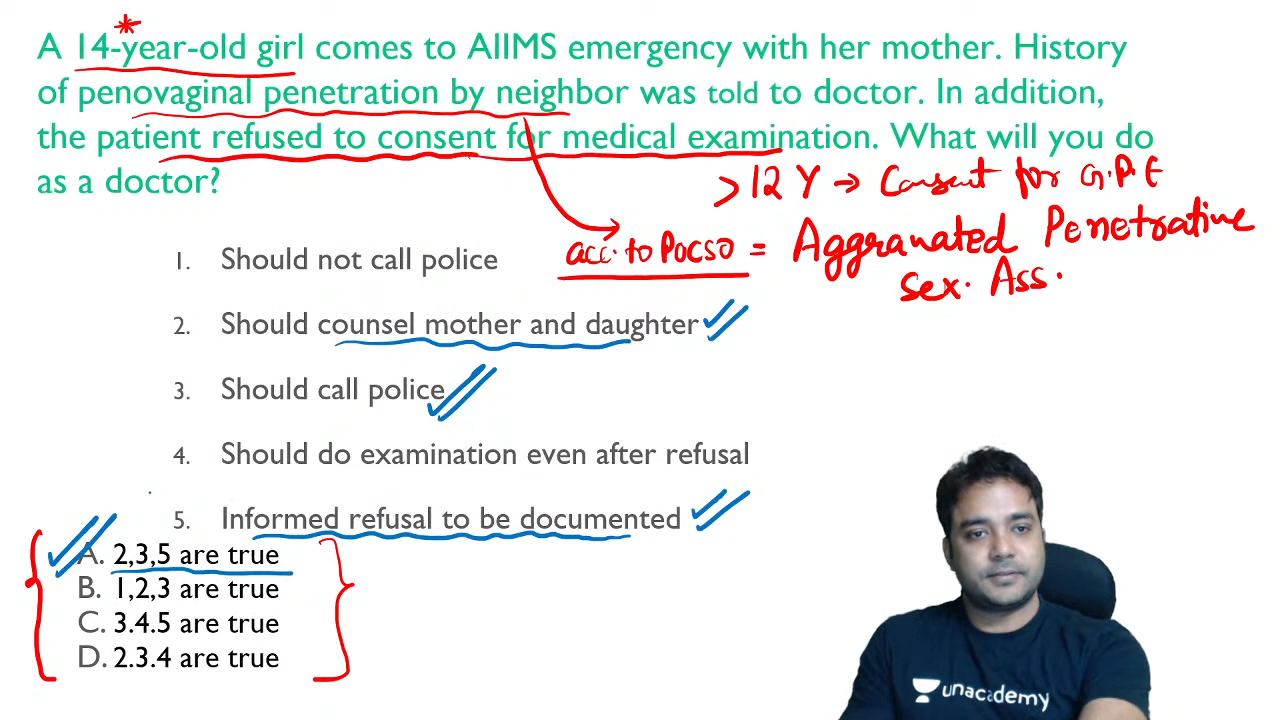 A 14-year-old girl comes to AIIMS emergency with her mother. History
of penovaginal penetration by neighbor was told to doctor. In addition,
the patient refused to consent for medical examination. What will you do
as a doctor?
>12 Y → Consent for G.P.E
acc. to POCSO = Aggravated Penetrative
Sex. Ass.
1. Should not call police
2. Should counsel mother and daughter
3. Should call police
4. Should do examination even after refusal
5. Informed refusal to be documented
A. 2,3,5 are true
B. 1,2,3 are true
C. 3.4.5 are true
D. 2.3.4 are true
unacademy